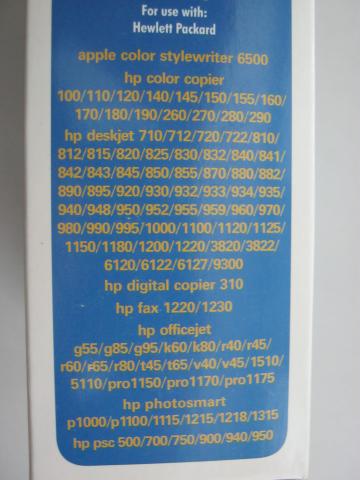 For use with:
Hewlett Packard
apple color stylewriter 6500
hp color copier
100/110/120/140/145/150/155/160/
170/180/190/260/270/280/290
hp deskjet 710/712/720/722/810/
812/815/820/825/830/832/840/841/
842/843/845/850/855/870/880/882/
890/895/920/930/932/933/934/935/
940/948/950/952/955/959/960/970/
980/990/995/1000/1100/1120/1125/
1150/1180/1200/1220/3820/3822/
6120/6122/6127/9300
hp digital copier 310
hp fax 1220/1230
hp officejet
g55/g85/g95/k60/k80/r40/r45/
r60/r65/r80/t45/t65/v40/v45/1510/
5110/pro1150/pro1170/pro1175
hp photosmart
p1000/p1100/1115/1215/1218/1315
hp psc 500/700/750/900/940/950